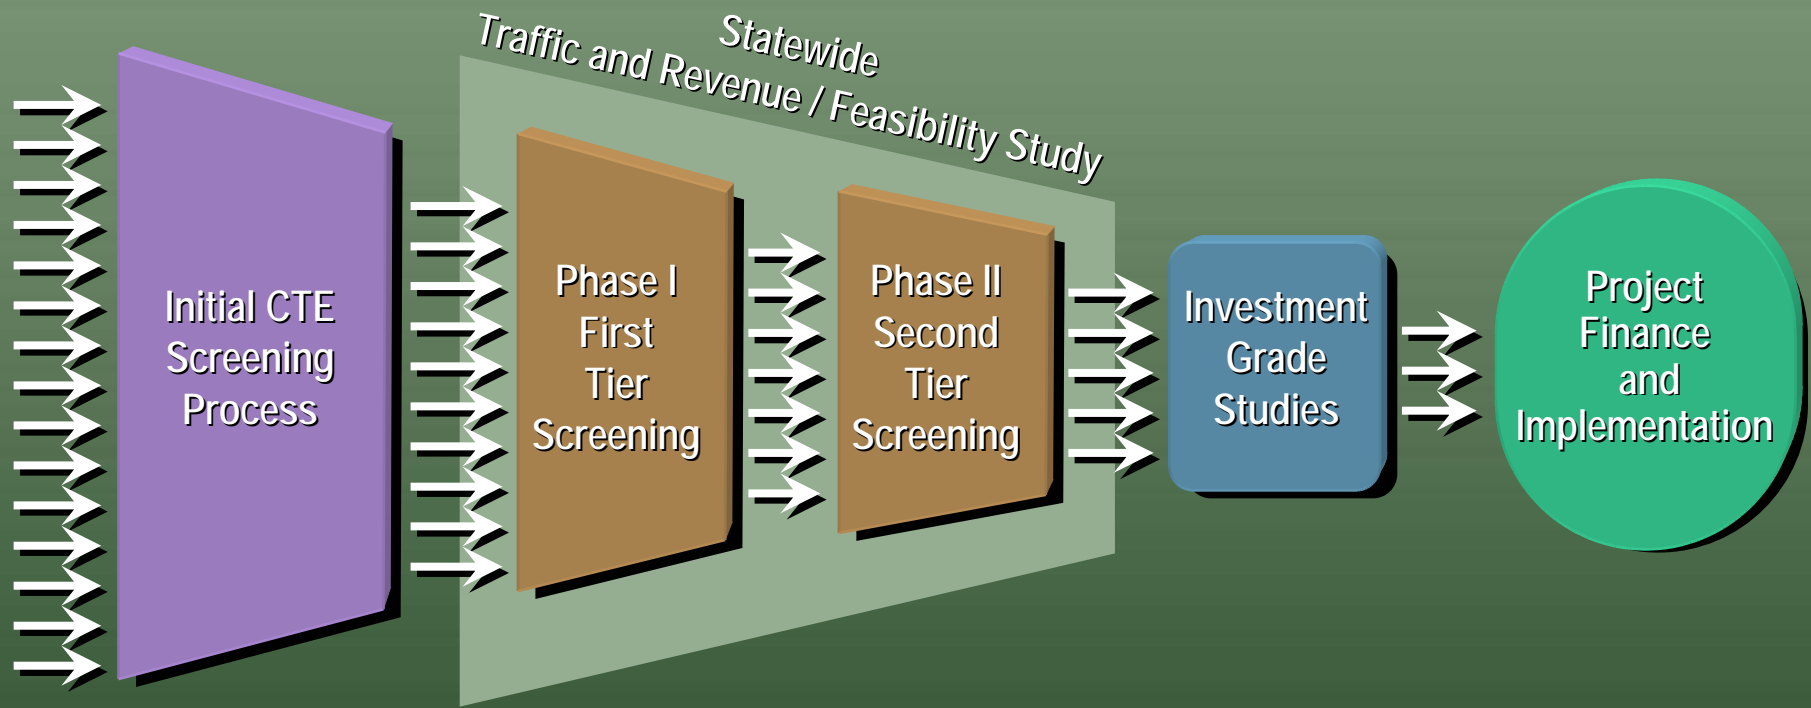 Statewide
Traffic and Revenue / Feasibility Study
Initial CTE
Screening
Process
Phase I
First
Tier
Screening
Phase II
Second
Tier
Screening
Investment
Grade
Studies
Project
Finance
and
Implementation